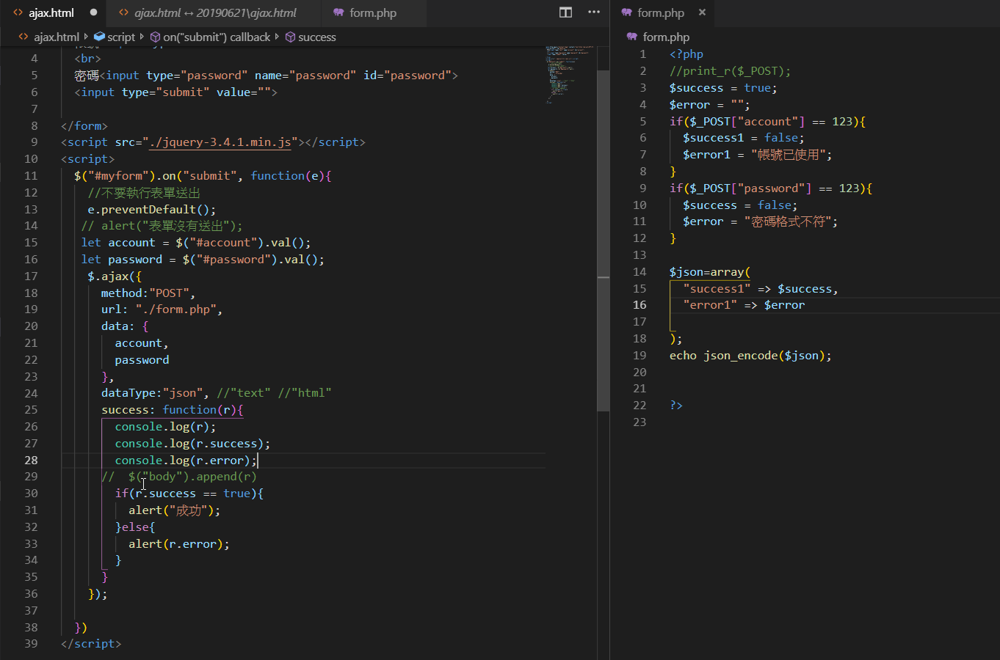 ajax.html
ajax.html ↔ 20190621\ajax.html
form.php
ajax.html script on("submit") callback success
4 <br>
5 密碼<input type="password" name="password" id="password">
6 <input type="submit" value="">
7
8 </form>
9 <script src="./jquery-3.4.1.min.js"></script>
10 <script>
11 $("#myform").on("submit", function(e){
12 //不要執行表單送出
13 e.preventDefault();
14 // alert("表單沒有送出");
15 let account = $("#account").val();
16 let password = $("#password").val();
17 $.ajax({
18 method:"POST",
19 url: "./form.php",
20 data: {
21 account,
22 password
23 },
24 dataType:"json", //"text" //"html"
25 success: function(r){
26 console.log(r);
27 console.log(r.success);
28 console.log(r.error);
29 // $("body").append(r)
30 if(r.success == true){
31 alert("成功");
32 }else{
33 alert(r.error);
34 }
35 }
36 });
37
38 })
39 </script>
form.php
form.php
1 <?php
2 //print_r($_POST);
3 $success = true;
4 $error = "";
5 if($_POST["account"] == 123){
6 $success1 = false;
7 $error1 = "帳號已使用";
8 }
9 if($_POST["password"] == 123){
10 $success = false;
11 $error = "密碼格式不符";
12 }
13
14 $json=array(
15 "success1" => $success,
16 "error1" => $error
17
18 );
19 echo json_encode($json);
20
21
22 ?>
23